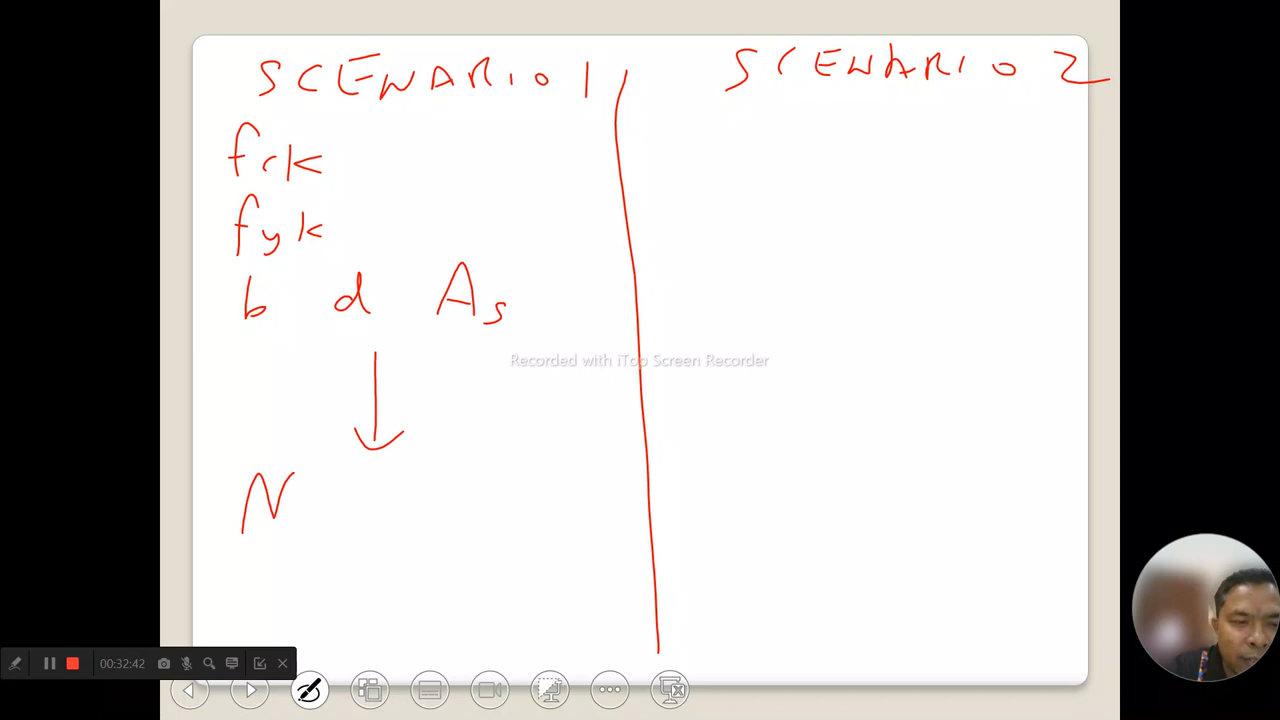 SCENARIO 1
SCENARIO 2
fck
fyk
b d As
Recorded with iTop Screen Recorder
N
00:32:42